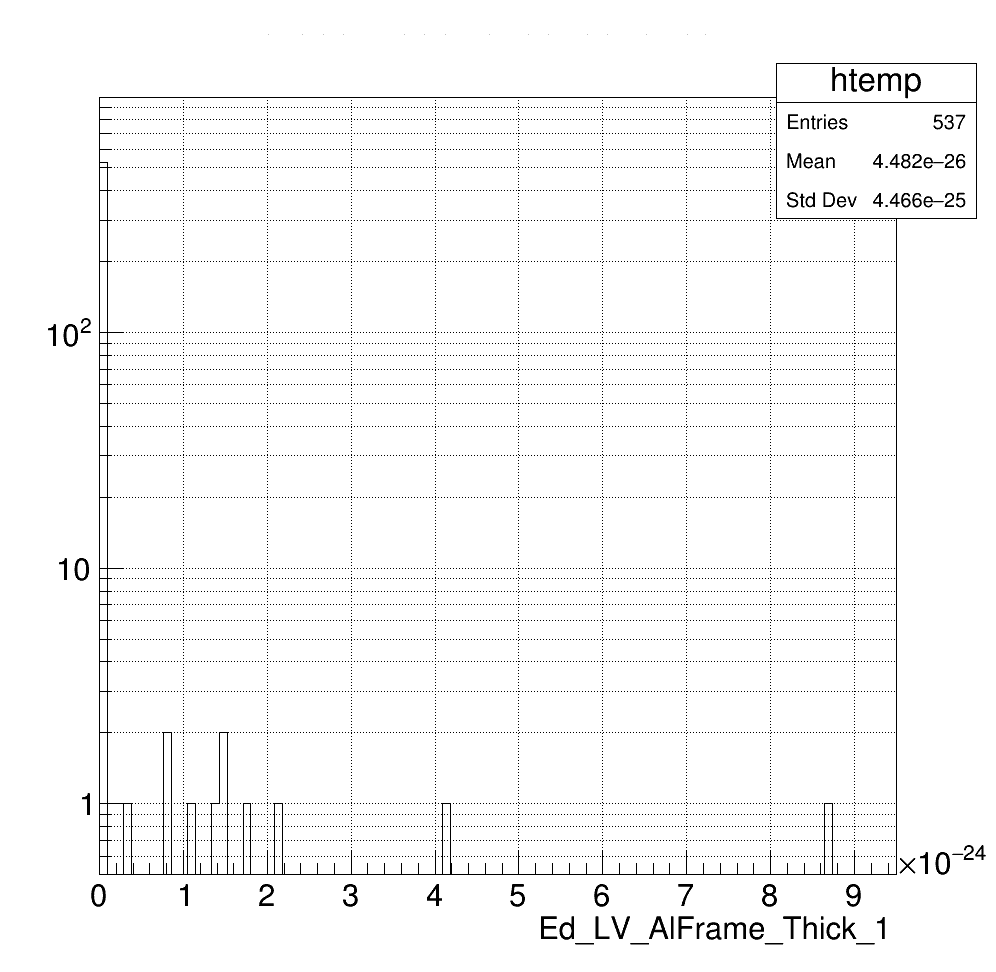 htemp
Entries 537
Mean 4.482e−26
Std Dev 4.466e−25
10²
10
1
0 1 2 3 4 5 6 7 8 9 ×10⁻²⁴
Ed_LV_AlFrame_Thick_1